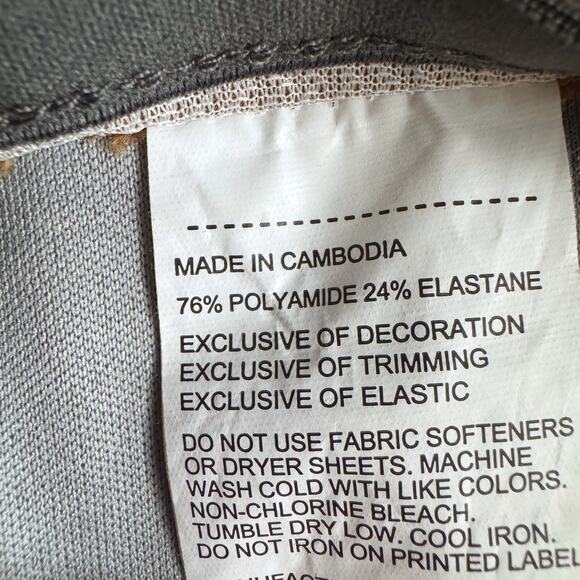 MADE IN CAMBODIA
76% POLYAMIDE 24% ELASTANE
EXCLUSIVE OF DECORATION
EXCLUSIVE OF TRIMMING
EXCLUSIVE OF ELASTIC
DO NOT USE FABRIC SOFTENERS
OR DRYER SHEETS. MACHINE
WASH COLD WITH LIKE COLORS.
NON-CHLORINE BLEACH.
TUMBLE DRY LOW. COOL IRON.
DO NOT IRON ON PRINTED LABEL